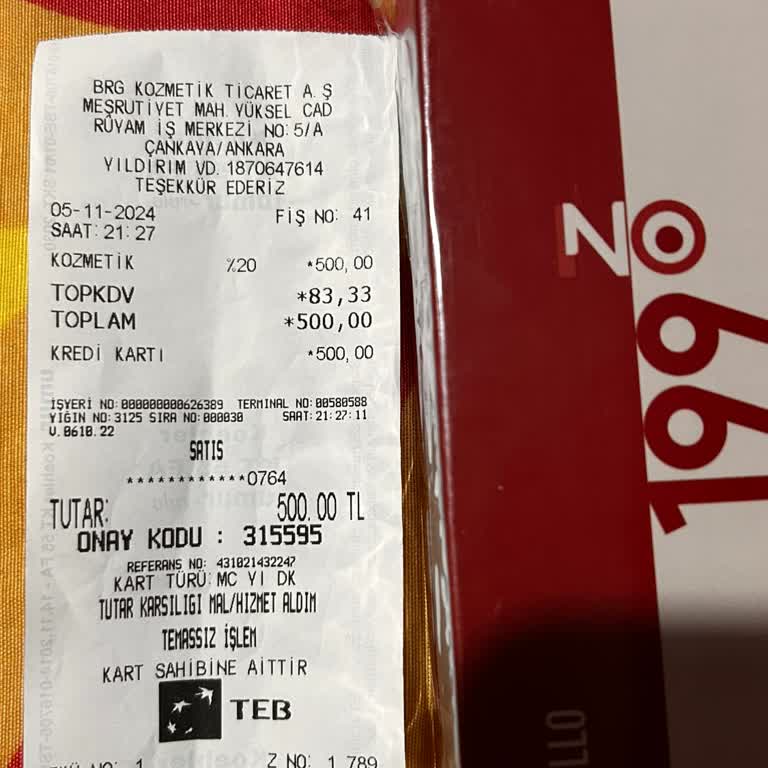 BRG KOZMETİK TİCARET A.Ş
MEŞRUTİYET MAH. YÜKSEL CAD
RÜYAM İŞ MERKEZİ NO:5/A
ÇANKAYA/ANKARA
YILDIRIM VD. 1870647614
TEŞEKKÜR EDERİZ
05-11-2024 FİŞ NO: 41
SAAT:21:27
KOZMETİK %20 *500,00
TOPKDV *83,33
TOPLAM *500,00
KREDİ KARTI *500,00
İŞYERİ NO:000000000626389 TERMINAL NO:00580588
YIĞIN NO:3125 SIRA NO:000030 SAAT:21:27:11
V.0610.22
SATIS
************0764
TUTAR: 500.00 TL
ONAY KODU : 315595
REFERANS NO: 431021432247
KART TÜRÜ:MC YI DK
TUTAR KARSILIGI MAL/HIZMET ALDIM
TEMASSIZ İŞLEM
KART SAHİBİNE AİTTİR
TEB
Z NO: 1.789
NO
199
LLO